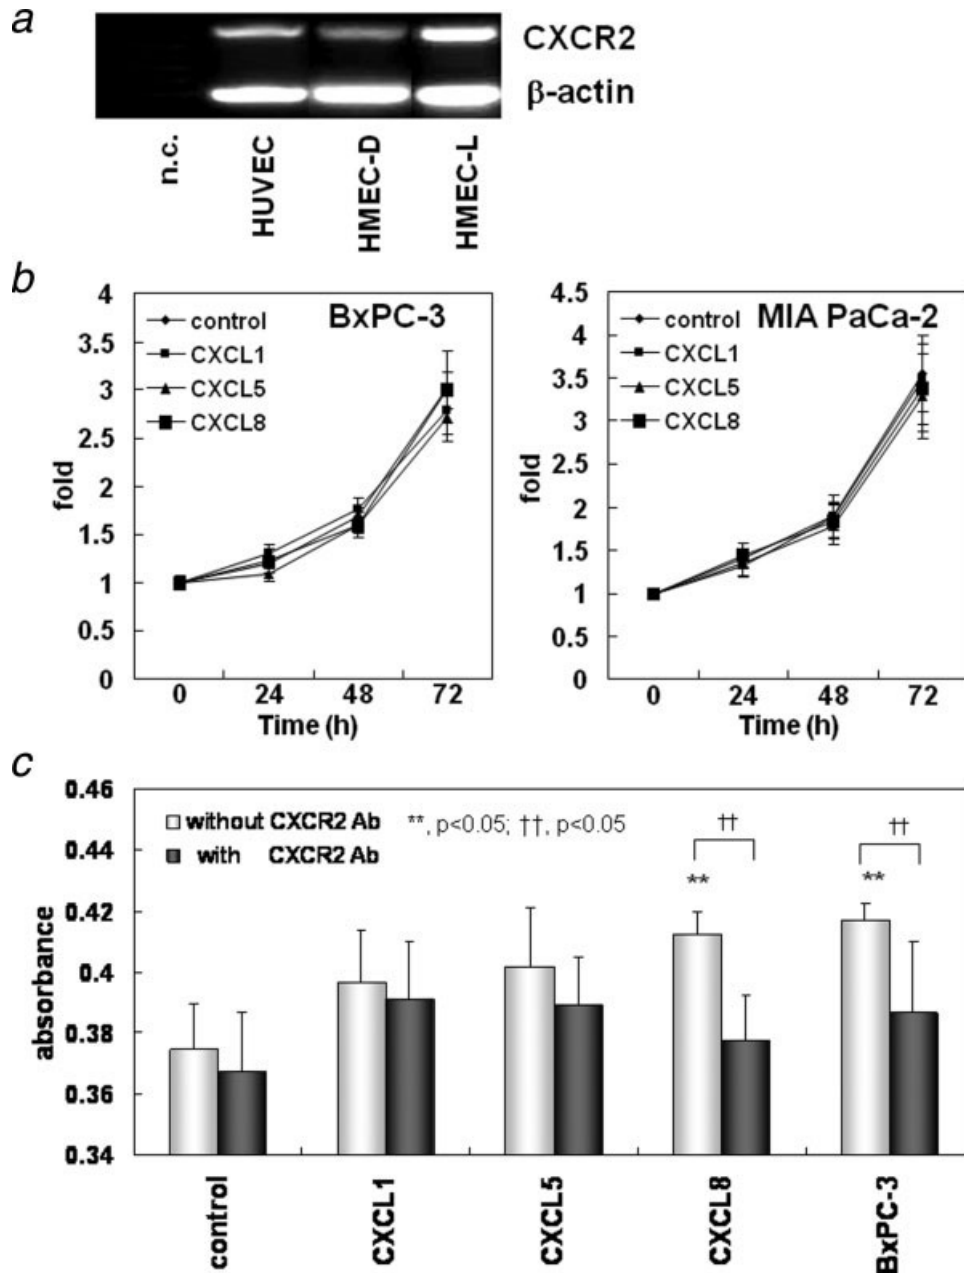 a
CXCR2
β-actin
n.c.
HUVEC
HMEC-D
HMEC-L
b
4
3.5
3
2.5
2
1.5
1
0.5
0
fold
control
CXCL1
CXCL5
CXCL8
BxPC-3
0 24 48 72
Time (h)
4.5
4
3.5
3
2.5
2
1.5
1
0.5
0
fold
control
CXCL1
CXCL5
CXCL8
MIA PaCa-2
0 24 48 72
Time (h)
c
0.46
0.44
0.42
0.4
0.38
0.36
0.34
absorbance
without CXCR2 Ab
with CXCR2 Ab
**, p<0.05; ††, p<0.05
††
**
††
**
control
CXCL1
CXCL5
CXCL8
BxPC-3